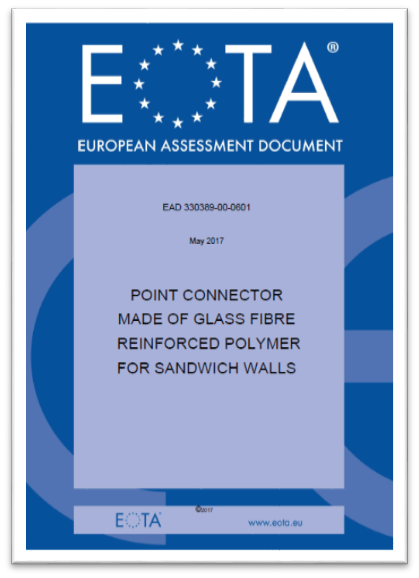 EOTA®
EUROPEAN ASSESSMENT DOCUMENT
EAD 330389-00-0601
May 2017
POINT CONNECTOR
MADE OF GLASS FIBRE
REINFORCED POLYMER
FOR SANDWICH WALLS
©2017
EOTA® www.eota.eu